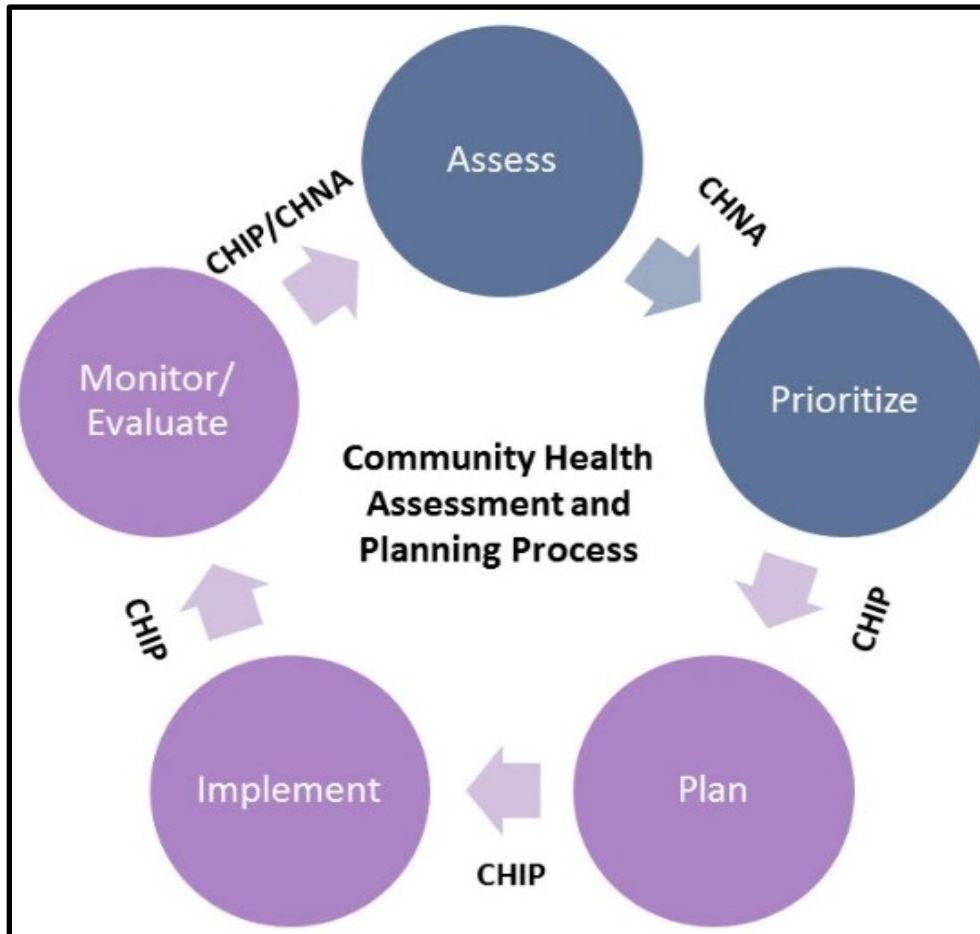 Assess
CHNA
Prioritize
CHIP
Plan
CHIP
Implement
CHIP
Monitor/
Evaluate
CHIP/CHNA
Community Health
Assessment and
Planning Process